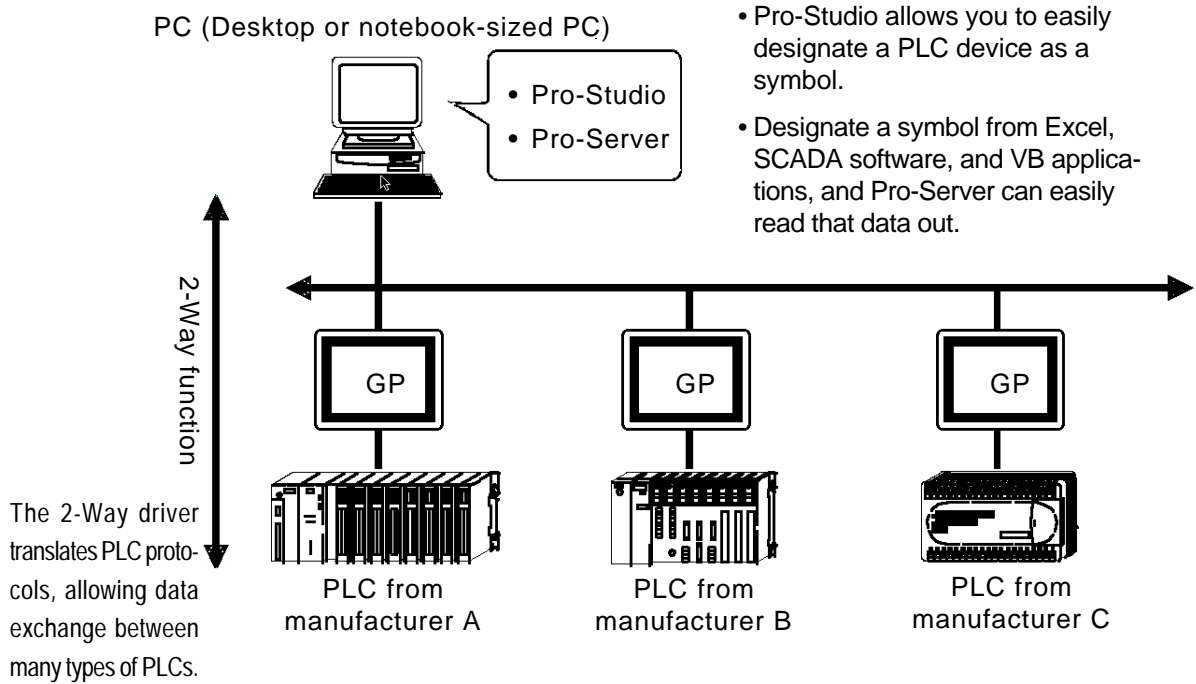 PC (Desktop or notebook-sized PC)
• Pro-Studio
• Pro-Server
• Pro-Studio allows you to easily
designate a PLC device as a
symbol.
• Designate a symbol from Excel,
SCADA software, and VB applica-
tions, and Pro-Server can easily
read that data out.
2-Way function
GP
GP
GP
The 2-Way driver
translates PLC proto-
cols, allowing data
exchange between
many types of PLCs.
PLC from
manufacturer A
PLC from
manufacturer B
PLC from
manufacturer C